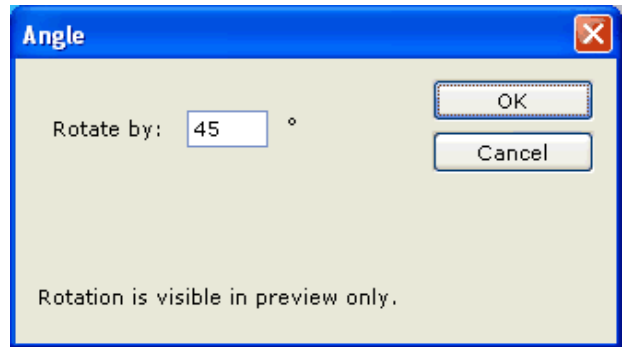 Angle
Rotate by: 45 °
OK
Cancel
Rotation is visible in preview only.